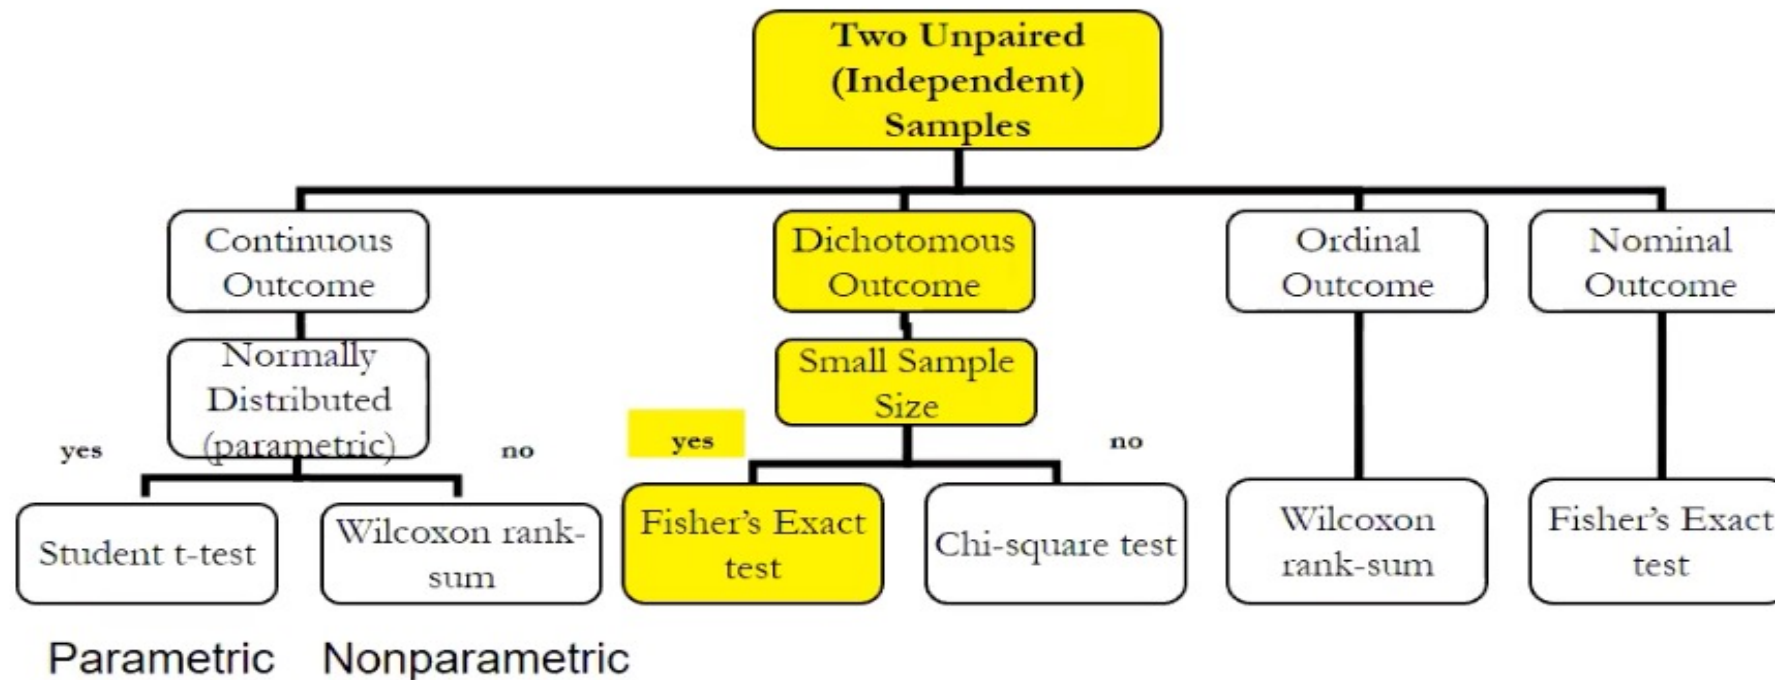 Two Unpaired
(Independent)
Samples
Continuous
Outcome
Dichotomous
Outcome
Ordinal
Outcome
Nominal
Outcome
Normally
Distributed
(parametric)
Small Sample
Size
yes
no
yes
no
Student t-test
Wilcoxon rank-
sum
Fisher’s Exact
test
Chi-square test
Wilcoxon
rank-sum
Fisher’s Exact
test
Parametric
Nonparametric